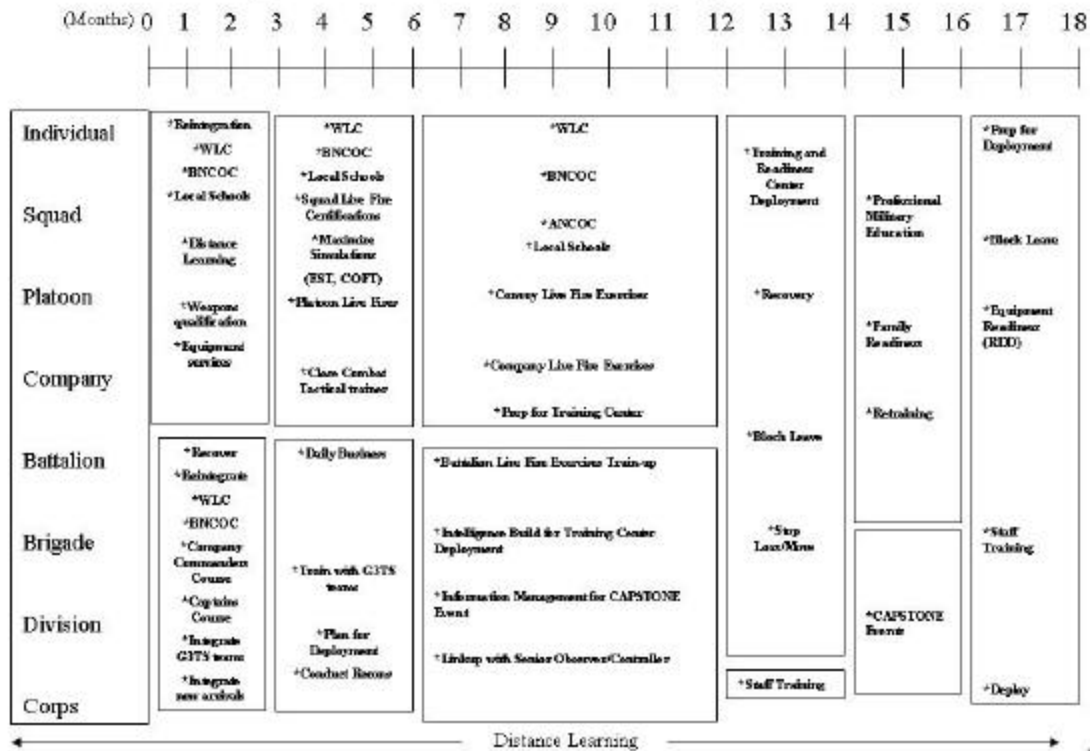 (Months) 0 1 2 3 4 5 6 7 8 9 10 11 12 13 14 15 16 17 18
Individual
Squad
Platoon
Company
Battalion
Brigade
Division
Corps
*Reintegration
*WLC
*BNCOC
*Local Schools
*Distance
Learning
*Weapons
qualification
*Equipment
services
*Recover
*Reintegrate
*WLC
*BNCOC
*Company
Commanders
Course
*Captains
Course
*Integrate
G3TS teams
*Integrate
new arrivals
*WLC
*BNCOC
*Local Schools
*Squad Live Fire
Certifications
*Maximize
Simulations
(EST, COFT)
*Platoon Live Fires
*Close Combat
Tactical trainer
*Daily Business
*Train with G3TS
teams
*Plan for
Deployment
*Conduct Recons
*WLC
*BNCOC
*ANCOC
*Local Schools
*Convoy Live Fire Exercises
*Company Live Fire Exercises
*Prep for Training Center
*Battalion Live Fire Exercises Train-up
*Intelligence Build for Training Center
Deployment
*Information Management for CAPSTONE
Event
*Linkup with Senior Observer/Controller
*Training and
Readiness
Center
Deployment
*Recovery
*Block Leave
*Stop
Loss/Move
*Staff Training
*Professional
Military
Education
*Family
Readiness
*Retraining
*CAPSTONE
Events
*Prep for
Deployment
*Block Leave
*Equipment
Readiness
(RDD)
*Staff
Training
*Deploy
Distance Learning